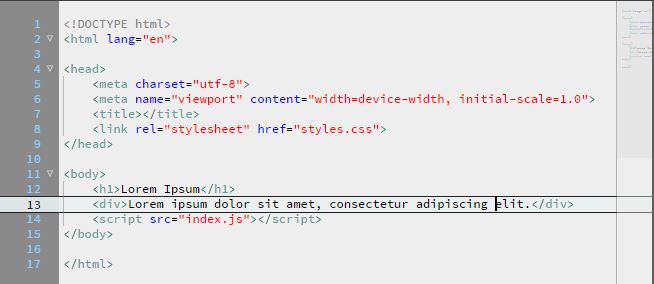 1 <!DOCTYPE html>
2 <html lang="en">
3
4 <head>
5 <meta charset="utf-8">
6 <meta name="viewport" content="width=device-width, initial-scale=1.0">
7 <title></title>
8 <link rel="stylesheet" href="styles.css">
9 </head>
10
11 <body>
12 <h1>Lorem Ipsum</h1>
13 <div>Lorem ipsum dolor sit amet, consectetur adipiscing elit.</div>
14 <script src="index.js"></script>
15 </body>
16
17 </html>